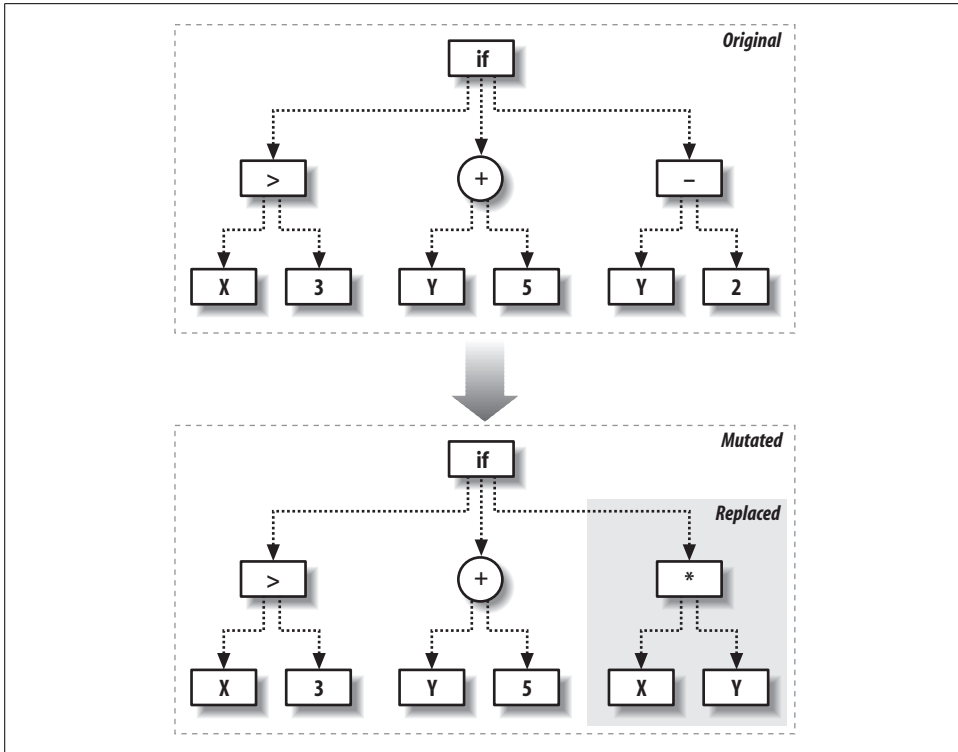 Original
if
> + –
X 3 Y 5 Y 2
Mutated
if
Replaced
> + *
X 3 Y 5 X Y